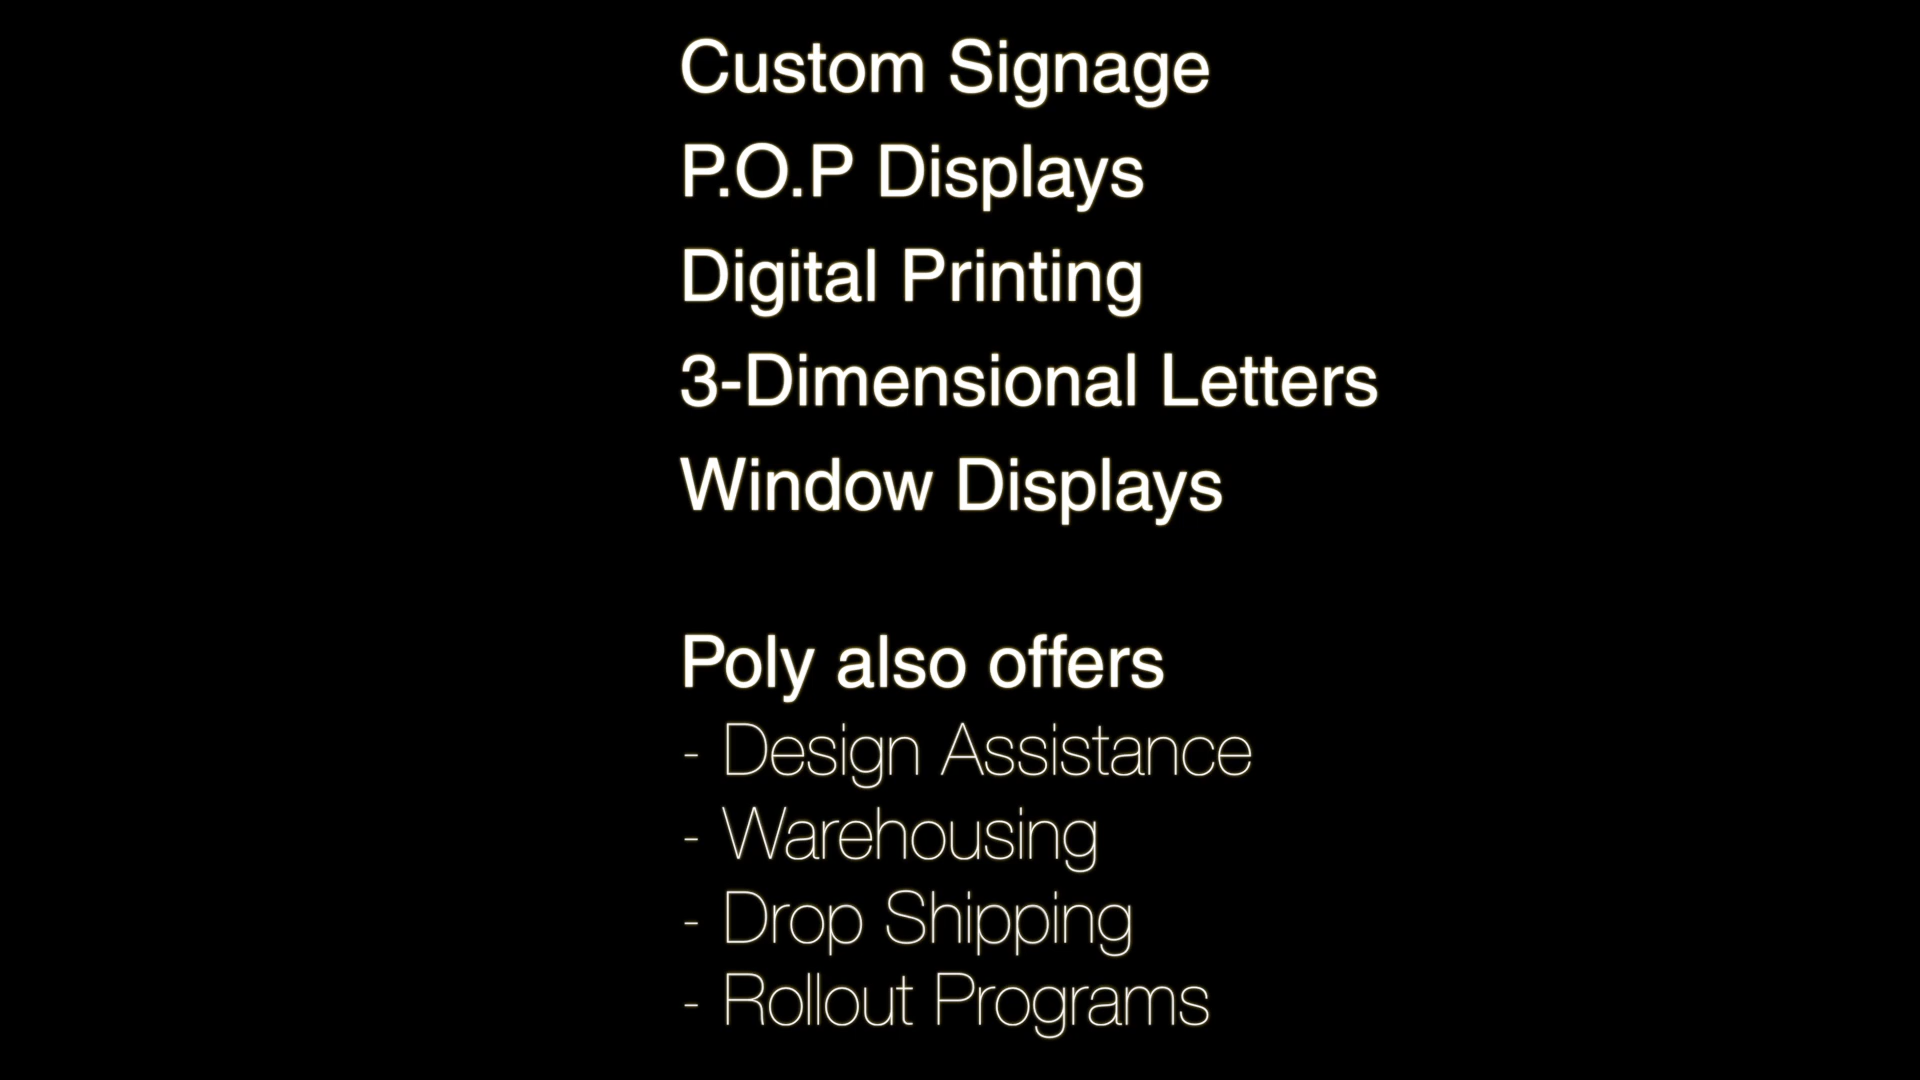 Custom Signage
P.O.P Displays
Digital Printing
3-Dimensional Letters
Window Displays
Poly also offers
- Design Assistance
- Warehousing
- Drop Shipping
- Rollout Programs